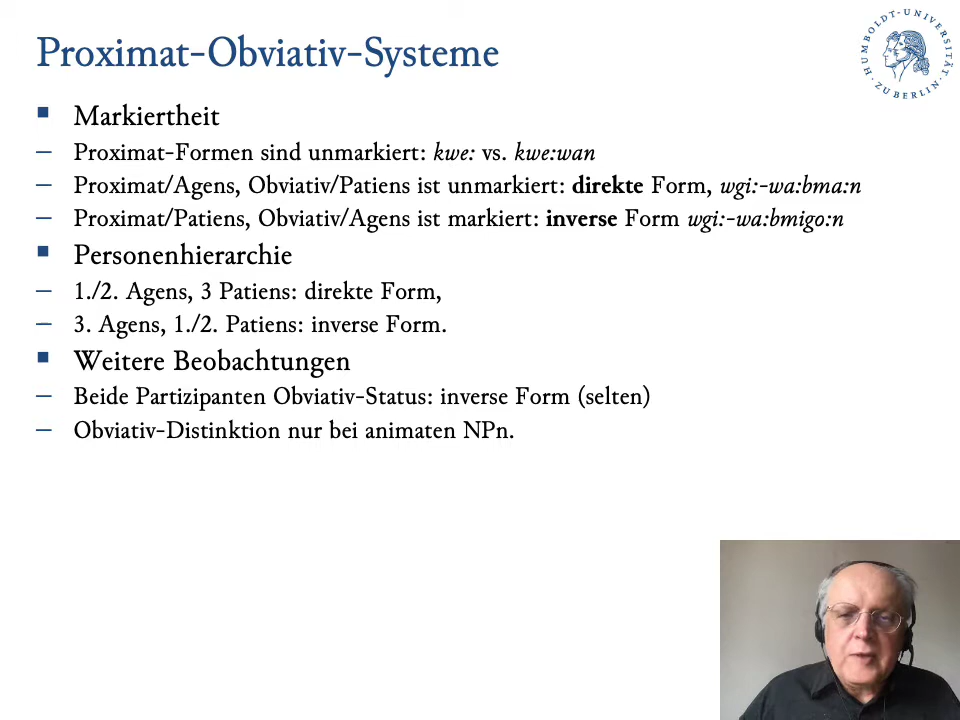 Proximat-Obviativ-Systeme
HUMBOLDT-UNIVERSITÄT ZU BERLIN
▪ Markiertheit
– Proximat-Formen sind unmarkiert: kwe: vs. kwe:wan
– Proximat/Agens, Obviativ/Patiens ist unmarkiert: direkte Form, wgi:-wa:bma:n
– Proximat/Patiens, Obviativ/Agens ist markiert: inverse Form wgi:-wa:bmigo:n
▪ Personenhierarchie
– 1./2. Agens, 3 Patiens: direkte Form,
– 3. Agens, 1./2. Patiens: inverse Form.
▪ Weitere Beobachtungen
– Beide Partizipanten Obviativ-Status: inverse Form (selten)
– Obviativ-Distinktion nur bei animaten NPn.